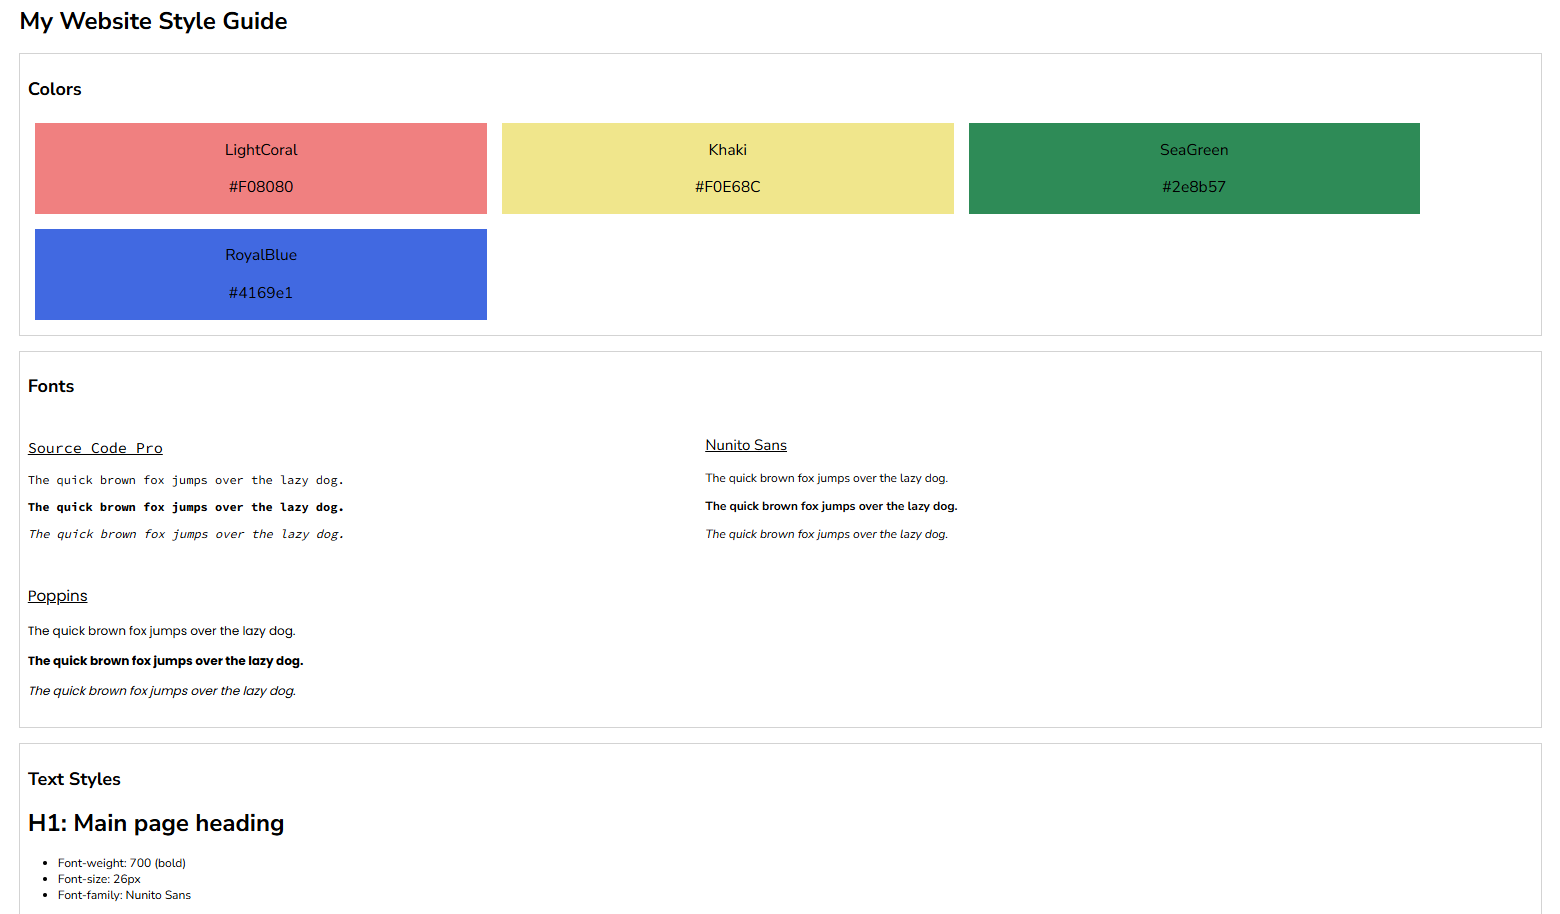 My Website Style Guide
Colors
LightCoral
#F08080
Khaki
#F0E68C
SeaGreen
#2e8b57
RoyalBlue
#4169e1
Fonts
Source Code Pro
The quick brown fox jumps over the lazy dog.
The quick brown fox jumps over the lazy dog.
The quick brown fox jumps over the lazy dog.
Nunito Sans
The quick brown fox jumps over the lazy dog.
The quick brown fox jumps over the lazy dog.
The quick brown fox jumps over the lazy dog.
Poppins
The quick brown fox jumps over the lazy dog.
The quick brown fox jumps over the lazy dog.
The quick brown fox jumps over the lazy dog.
Text Styles
H1: Main page heading
• Font-weight: 700 (bold)
• Font-size: 26px
• Font-family: Nunito Sans